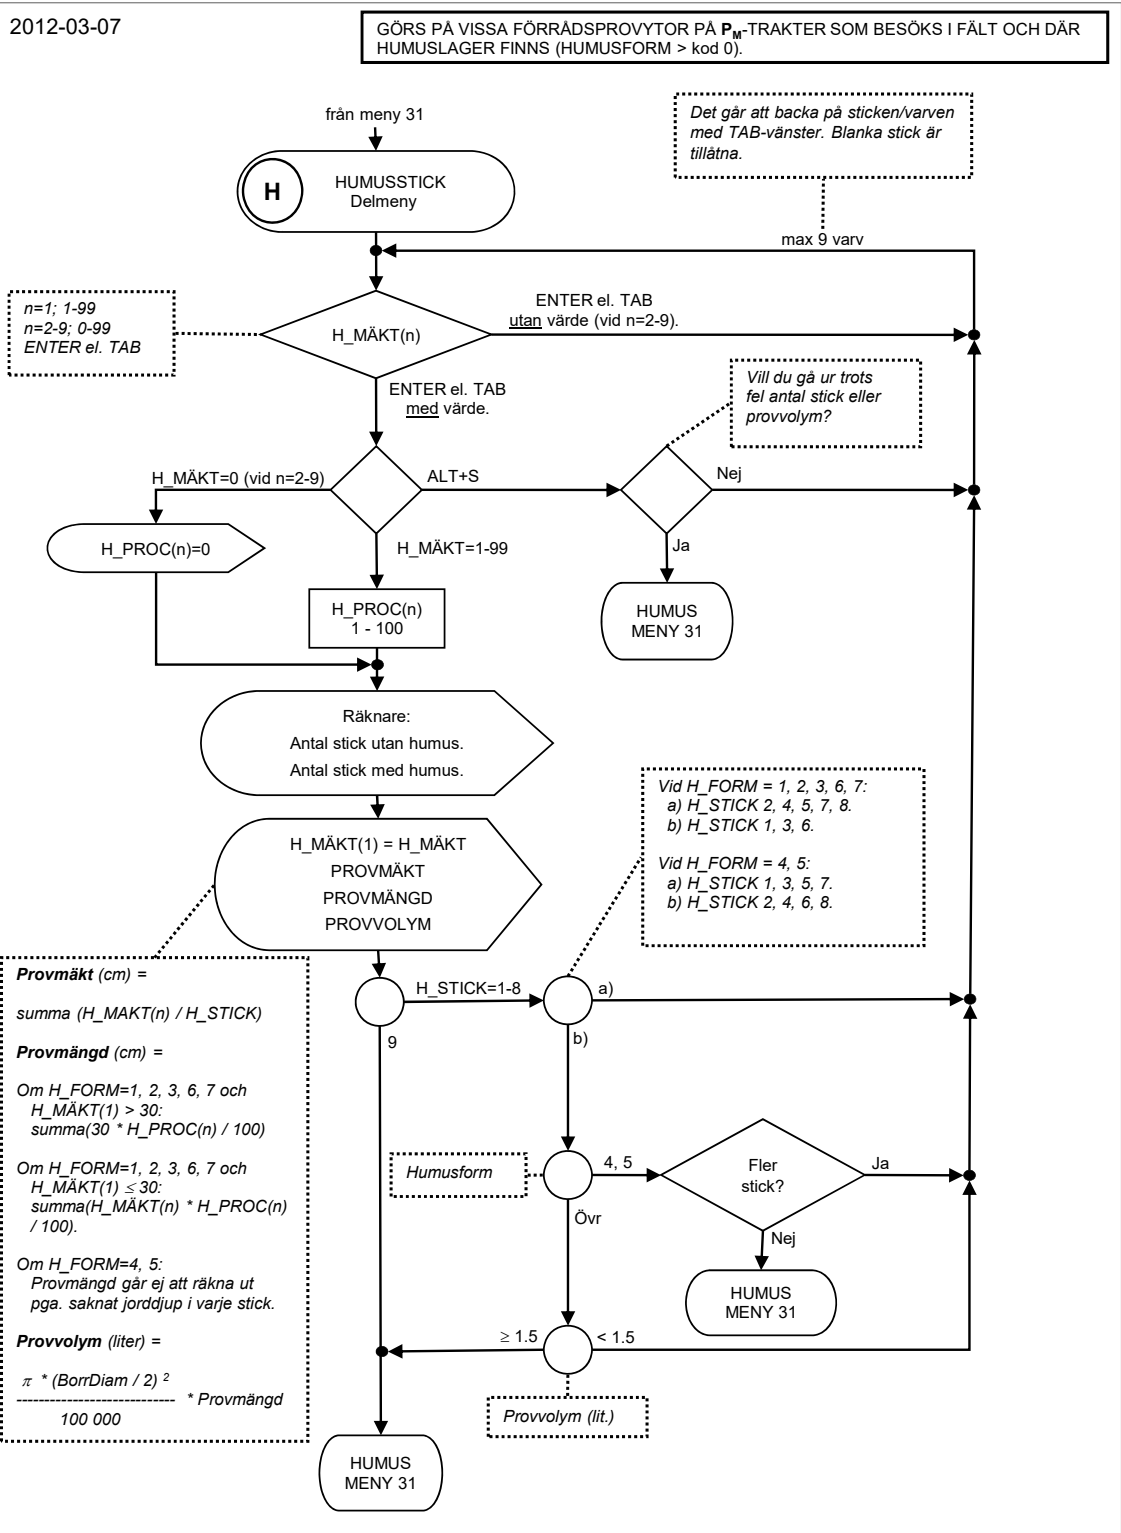 2012-03-07
GÖRS PÅ VISSA FÖRRÅDSPROVYTOR PÅ PM-TRAKTER SOM BESÖKS I FÄLT OCH DÄR
HUMUSLAGER FINNS (HUMUSFORM > kod 0).
från meny 31
Det går att backa på sticken/varven
med TAB-vänster. Blanka stick är
tillåtna.
H
HUMUSSTICK
Delmeny
max 9 varv
n=1; 1-99
n=2-9; 0-99
ENTER el. TAB
H_MÄKT(n)
ENTER el. TAB
utan värde (vid n=2-9).
ENTER el. TAB
med värde.
Vill du gå ur trots
fel antal stick eller
provvolym?
H_MÄKT=0 (vid n=2-9)
ALT+S
Nej
H_PROC(n)=0
H_MÄKT=1-99
Ja
H_PROC(n)
1 - 100
HUMUS
MENY 31
Räknare:
Antal stick utan humus.
Antal stick med humus.
Vid H_FORM = 1, 2, 3, 6, 7:
a) H_STICK 2, 4, 5, 7, 8.
b) H_STICK 1, 3, 6.
Vid H_FORM = 4, 5:
a) H_STICK 1, 3, 5, 7.
b) H_STICK 2, 4, 6, 8.
H_MÄKT(1) = H_MÄKT
PROVMÄKT
PROVMÄNGD
PROVVOLYM
H_STICK=1-8
a)
9
b)
Provmäkt (cm) =
summa (H_MAKT(n) / H_STICK)
Provmängd (cm) =
Om H_FORM=1, 2, 3, 6, 7 och
H_MÄKT(1) > 30:
summa(30 * H_PROC(n) / 100)
Om H_FORM=1, 2, 3, 6, 7 och
H_MÄKT(1) ≤ 30:
summa(H_MÄKT(n) * H_PROC(n)
/ 100).
Om H_FORM=4, 5:
Provmängd går ej att räkna ut
pga. saknat jorddjup i varje stick.
Provvolym (liter) =
π * (BorrDiam / 2) 2
---------------------------- * Provmängd
100 000
Humusform
4, 5
Fler
stick?
Ja
Övr
Nej
HUMUS
MENY 31
≥ 1.5
< 1.5
Provvolym (lit.)
HUMUS
MENY 31